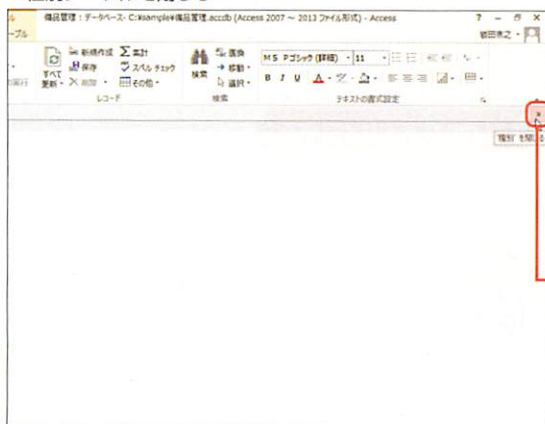 備品管理 : データベース- C:¥sample¥備品管理.accdb (Access 2007 ～ 2013 ファイル形式) - Access ? － ❐ ×
ーブル
すべて
更新
新規作成
保存
削除
集計
スペル チェック
その他
レコード
検索
置換
移動
選択
検索
MS Pゴシック (詳細) 11
B I U A
テキストの書式設定